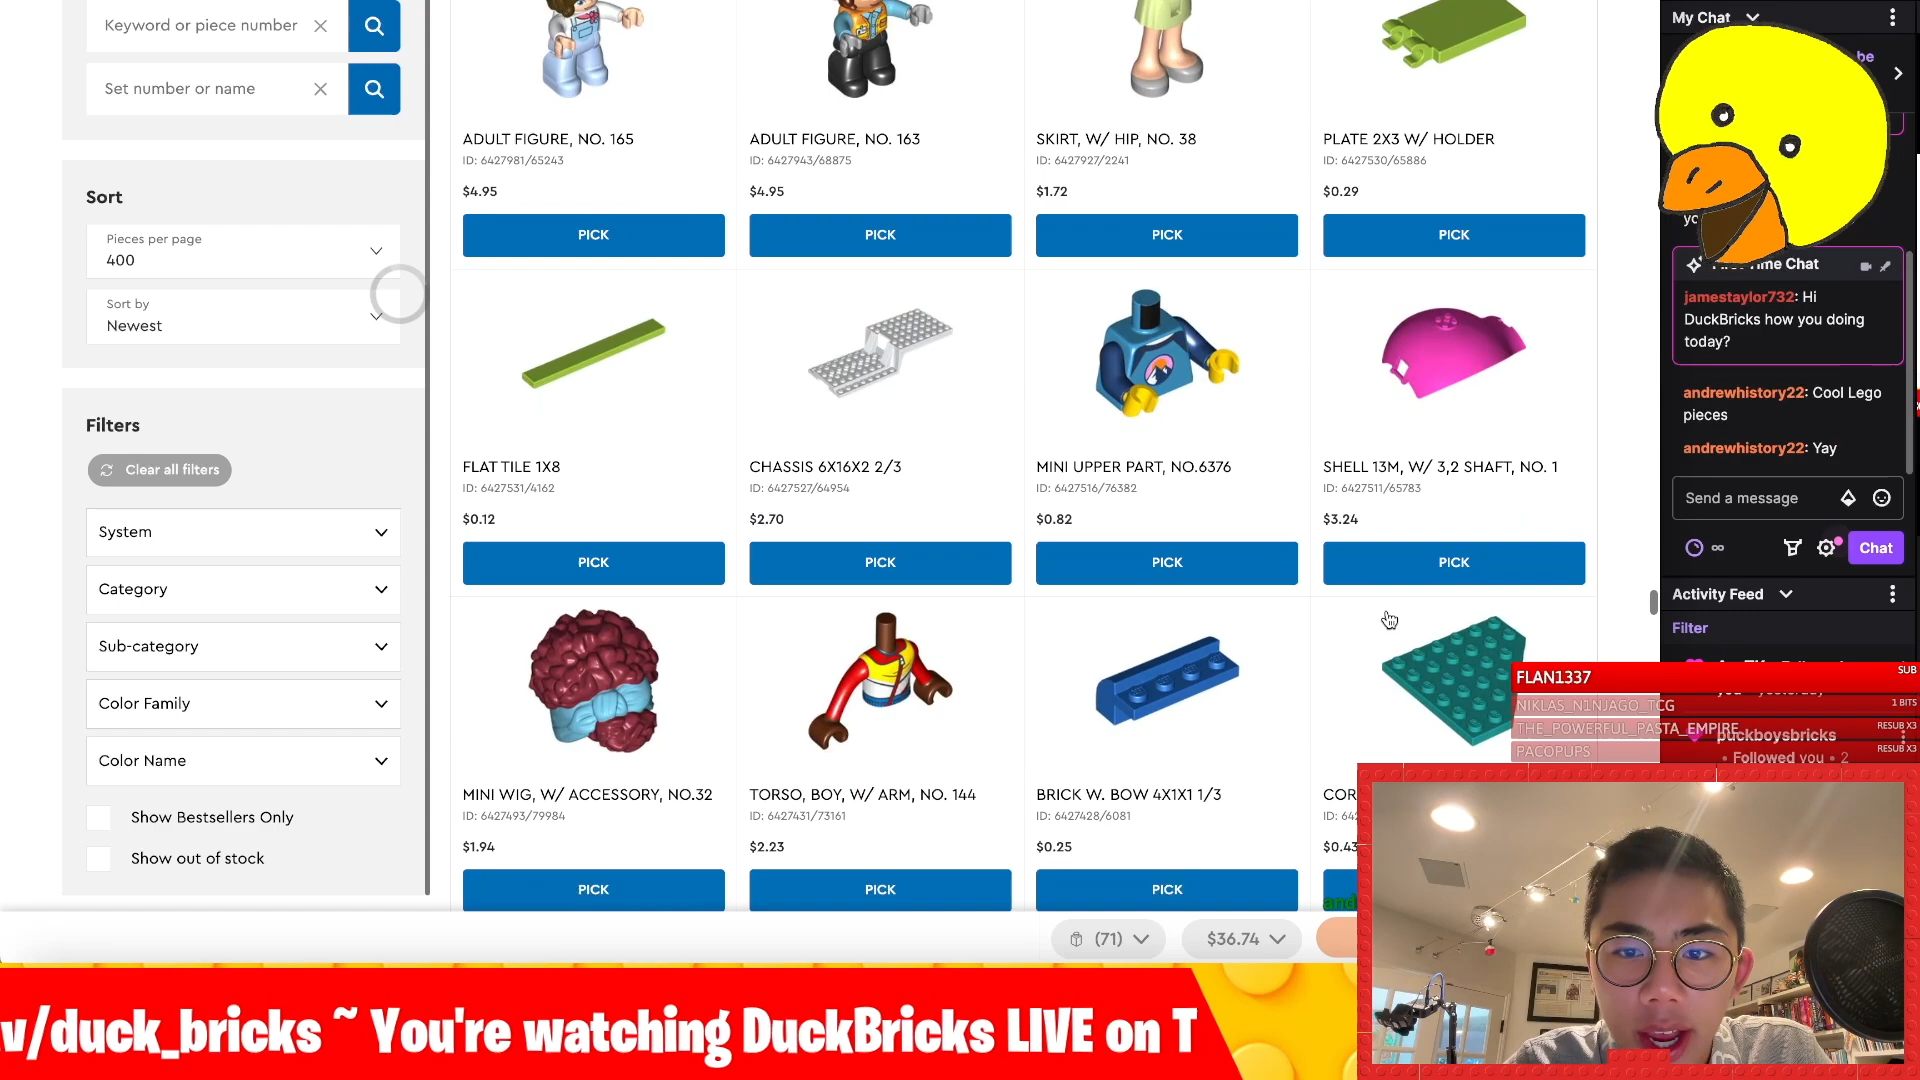 Keyword or piece number
Set number or name
Sort
Pieces per page
400
Sort by
Newest
Filters
Clear all filters
System
Category
Sub-category
Color Family
Color Name
Show Bestsellers Only
Show out of stock
ADULT FIGURE, NO. 165
ID: 6427981/65243
$4.95
PICK
ADULT FIGURE, NO. 163
ID: 6427943/68875
$4.95
PICK
SKIRT, W/ HIP, NO. 38
ID: 6427927/2241
$1.72
PICK
PLATE 2X3 W/ HOLDER
ID: 6427530/65886
$0.29
PICK
FLAT TILE 1X8
ID: 6427531/4162
$0.12
PICK
CHASSIS 6X16X2 2/3
ID: 6427527/64954
$2.70
PICK
MINI UPPER PART, NO.6376
ID: 6427516/76382
$0.82
PICK
SHELL 13M, W/ 3,2 SHAFT, NO. 1
ID: 6427511/65783
$3.24
PICK
MINI WIG, W/ ACCESSORY, NO.32
ID: 6427493/79984
$1.94
PICK
TORSO, BOY, W/ ARM, NO. 144
ID: 6427431/73161
$2.23
PICK
BRICK W. BOW 4X1X1 1/3
ID: 6427428/6081
$0.25
PICK
COR
ID: 642
$0.43
and
(71)
$36.74
My Chat
be
yo
Time Chat
jamestaylor732: Hi
DuckBricks how you doing
today?
andrewhistory22: Cool Lego
pieces
andrewhistory22: Yay
Send a message
∞
Chat
Activity Feed
Filter
FLAN1337 SUB
NIKLAS_N1NJAGO_TCG 1 BITS
THE_POWERFUL_PASTA_EMPIRE RESUB X3
PACOPUPS RESUB X3
puckboysbricks
• Followed you • 2
v/duck_bricks ~ You're watching DuckBricks LIVE on T